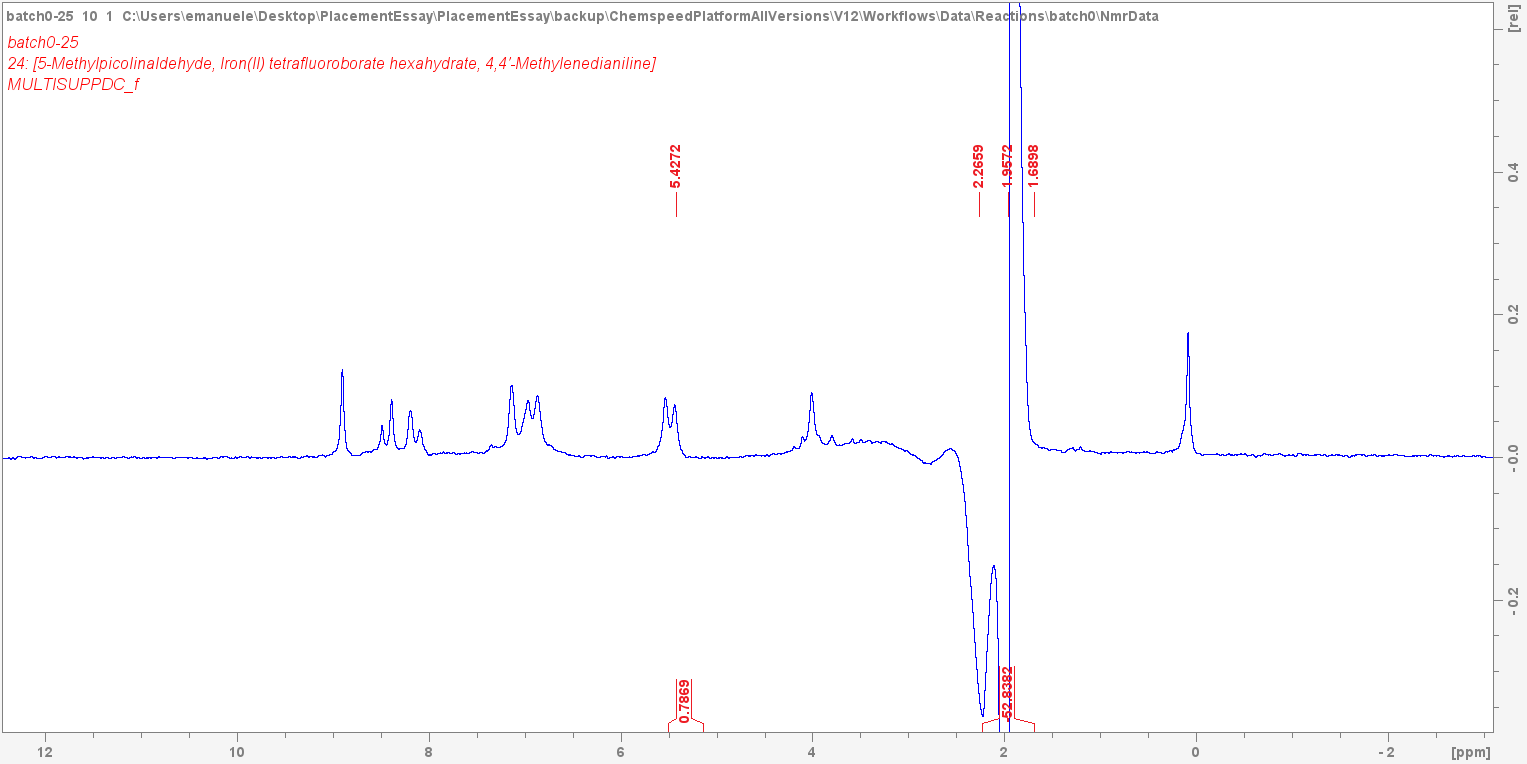 batch0-25 10 1 C:\Users\emanuele\Desktop\PlacementEssay\PlacementEssay\backup\ChemspeedPlatformAllVersions\V12\Workflows\Data\Reactions\batch0\NmrData
batch0-25
24: [5-Methylpicolinaldehyde, Iron(II) tetrafluoroborate hexahydrate, 4,4'-Methylenedianiline]
MULTISUPPDC_f
[rel]
5.4272
2.2659
1.9572
1.6898
0.4
0.2
- 0.0
- 0.2
0.7869
-52.8382
12 10 8 6 4 2 0 - 2 [ppm]